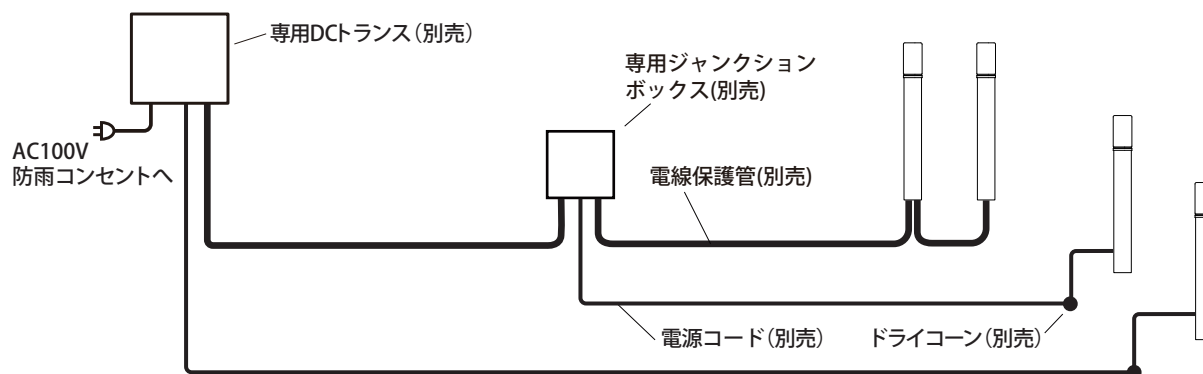 専用DCトランス(別売)
専用ジャンクション
ボックス(別売)
AC100V
防雨コンセントへ
電線保護管(別売)
電源コード(別売)
ドライコーン(別売)